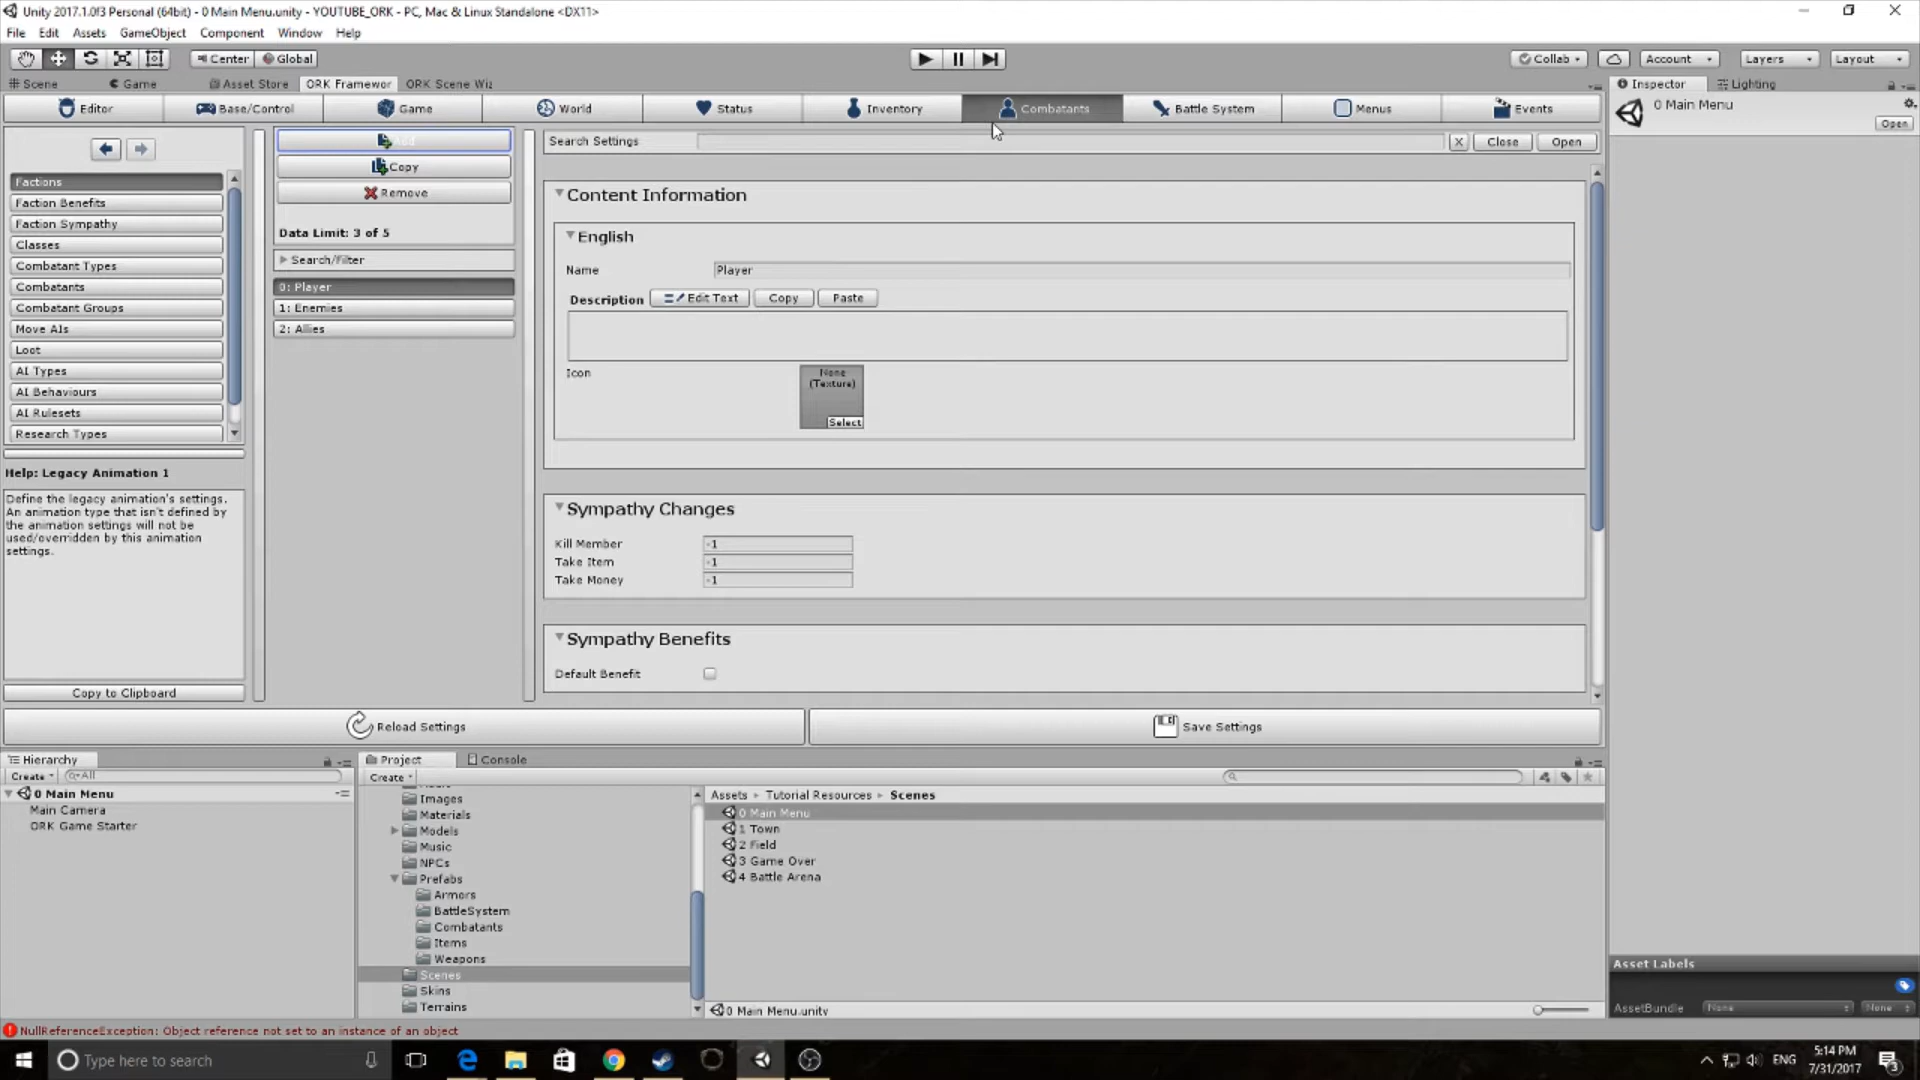 Unity 2017.1.0f3 Personal (64bit) - 0 Main Menu.unity - YOUTUBE_ORK - PC, Mac & Linux Standalone <DX11>
File Edit Assets GameObject Component Window Help
Center Global Collab Account Layers Layout
Scene Game Asset Store ORK Framewor ORK Scene Wiz Inspector Lighting
Editor Base/Control Game World Status Inventory Combatants Battle System Menus Events
0 Main Menu
Open
Search Settings X Close Open
Factions
Faction Benefits
Faction Sympathy
Classes
Combatant Types
Combatants
Combatant Groups
Move AIs
Loot
AI Types
AI Behaviours
AI Rulesets
Research Types
Copy
Remove
Data Limit: 3 of 5
Search/Filter
0: Player
1: Enemies
2: Allies
Content Information
English
Name Player
Description Edit Text Copy Paste
Icon
None
(Texture)
Select
Sympathy Changes
Kill Member -1
Take Item -1
Take Money -1
Sympathy Benefits
Default Benefit
Help: Legacy Animation 1
Define the legacy animation's settings.
An animation type that isn't defined by
the animation settings will not be
used/overridden by this animation
settings.
Copy to Clipboard
Reload Settings Save Settings
Hierarchy
Create All
0 Main Menu
Main Camera
ORK Game Starter
Project Console
Create
Images
Materials
Models
Music
NPCs
Prefabs
Armors
BattleSystem
Combatants
Items
Weapons
Scenes
Skins
Terrains
Assets Tutorial Resources Scenes
0 Main Menu
1 Town
2 Field
3 Game Over
4 Battle Arena
0 Main Menu.unity
Asset Labels
AssetBundle None None
NullReferenceException: Object reference not set to an instance of an object
Type here to search
ENG
5:14 PM
7/31/2017
3